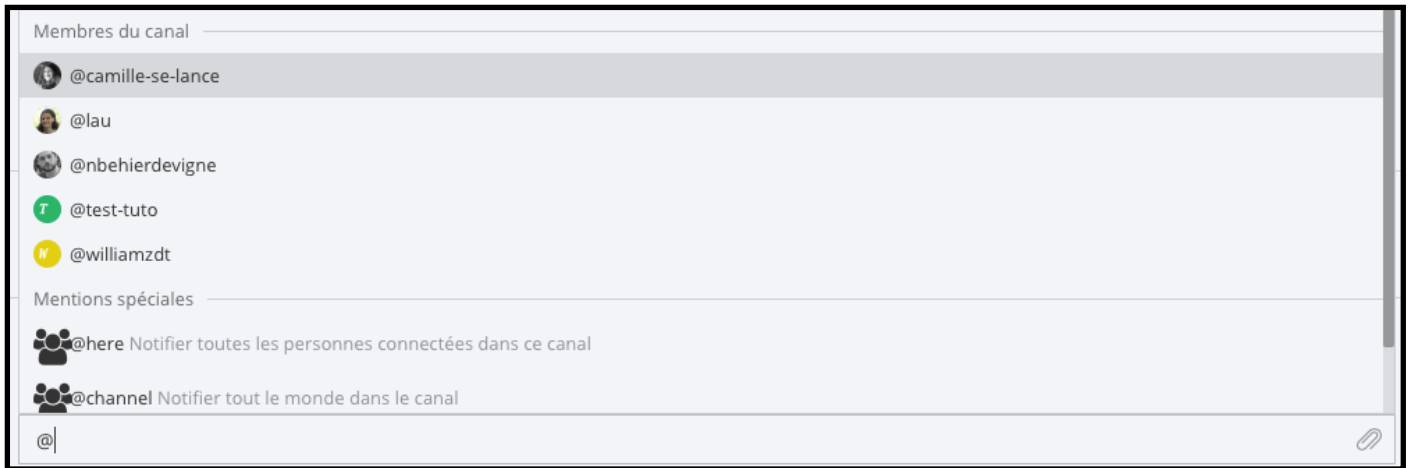 Membres du canal
@camille-se-lance
@lau
@nbehierdevigne
T @test-tuto
W @williamzdt
Mentions spéciales
@here Notifier toutes les personnes connectées dans ce canal
@channel Notifier tout le monde dans le canal
@